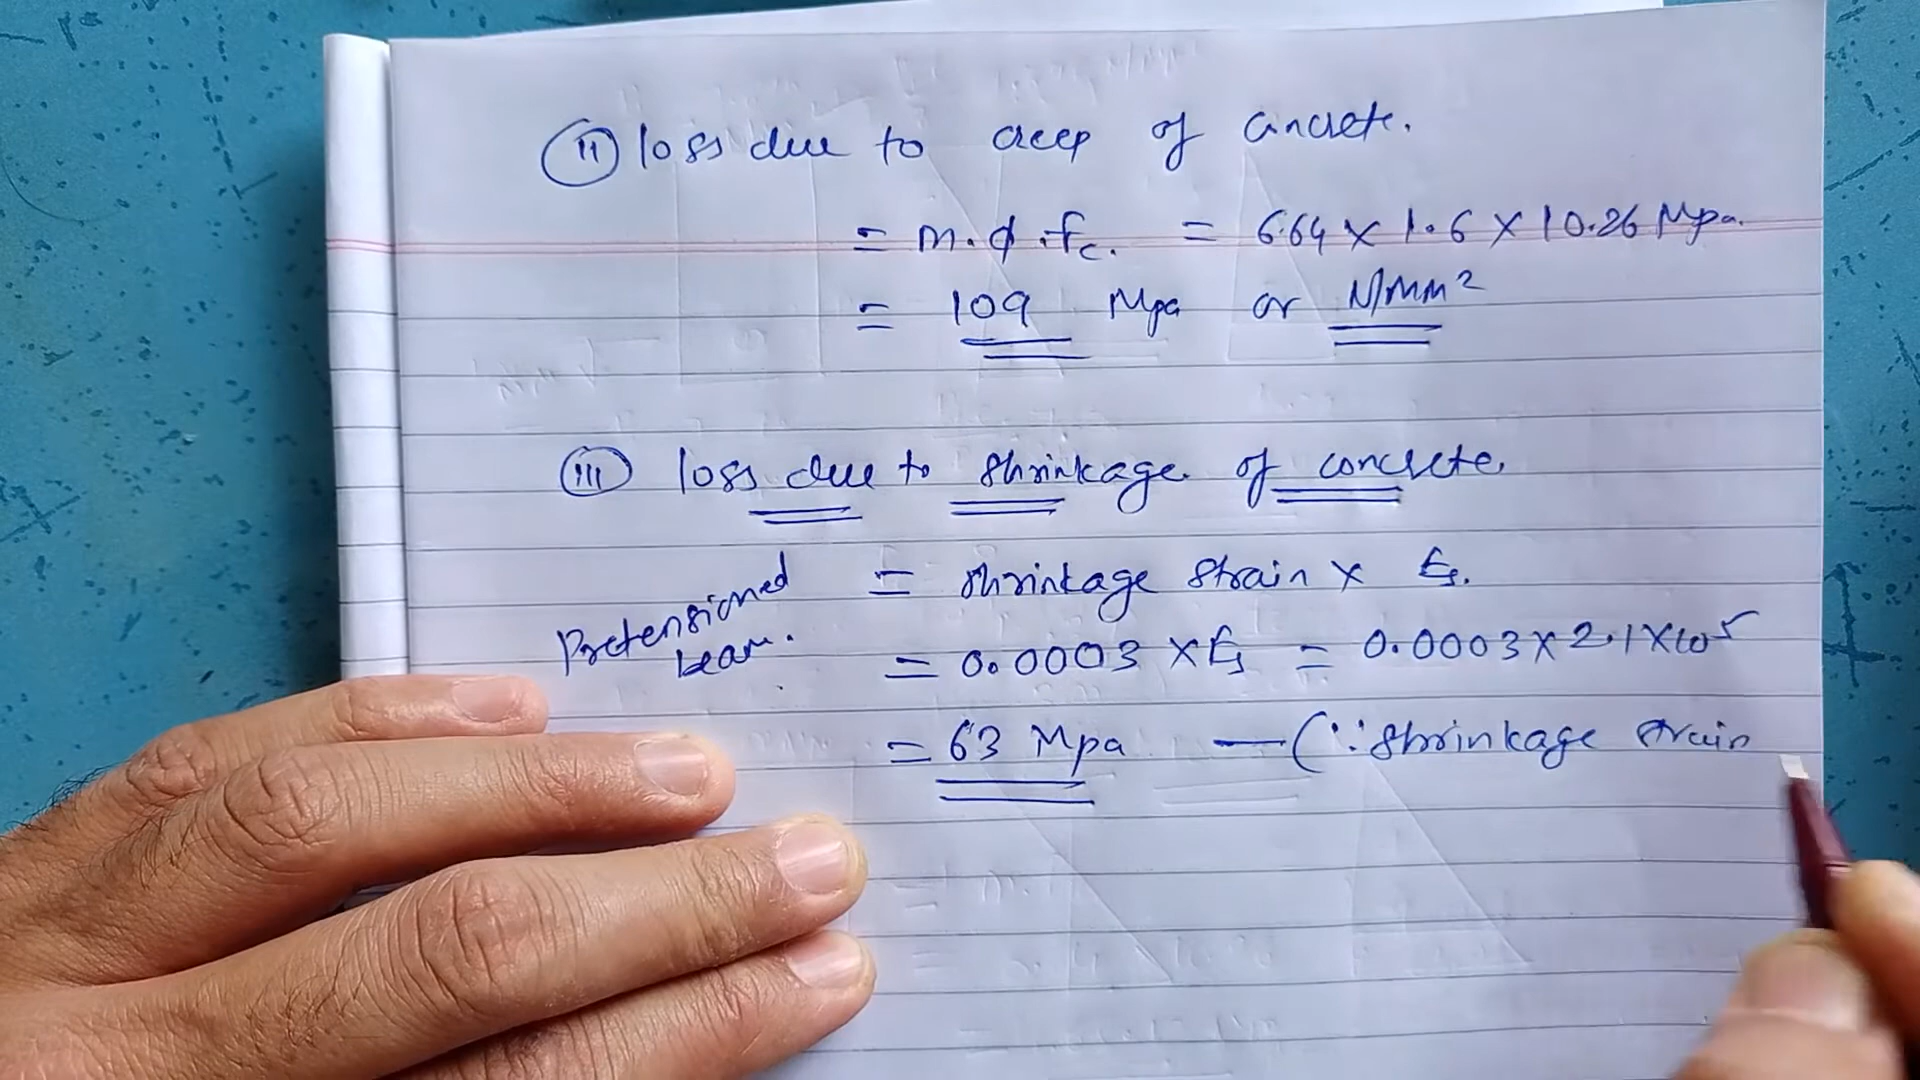 (ii) loss due to creep of concrete.
= m.φ.fc. = 6.64 × 1.6 × 10.26 Mpa.
= 109 Mpa or N/mm²
(iii) loss due to shrinkage of concrete.
Pretensioned beam.
= shrinkage strain × Es.
= 0.0003 × Es = 0.0003 × 2.1 × 10⁵
= 63 Mpa — (∵ shrinkage strain